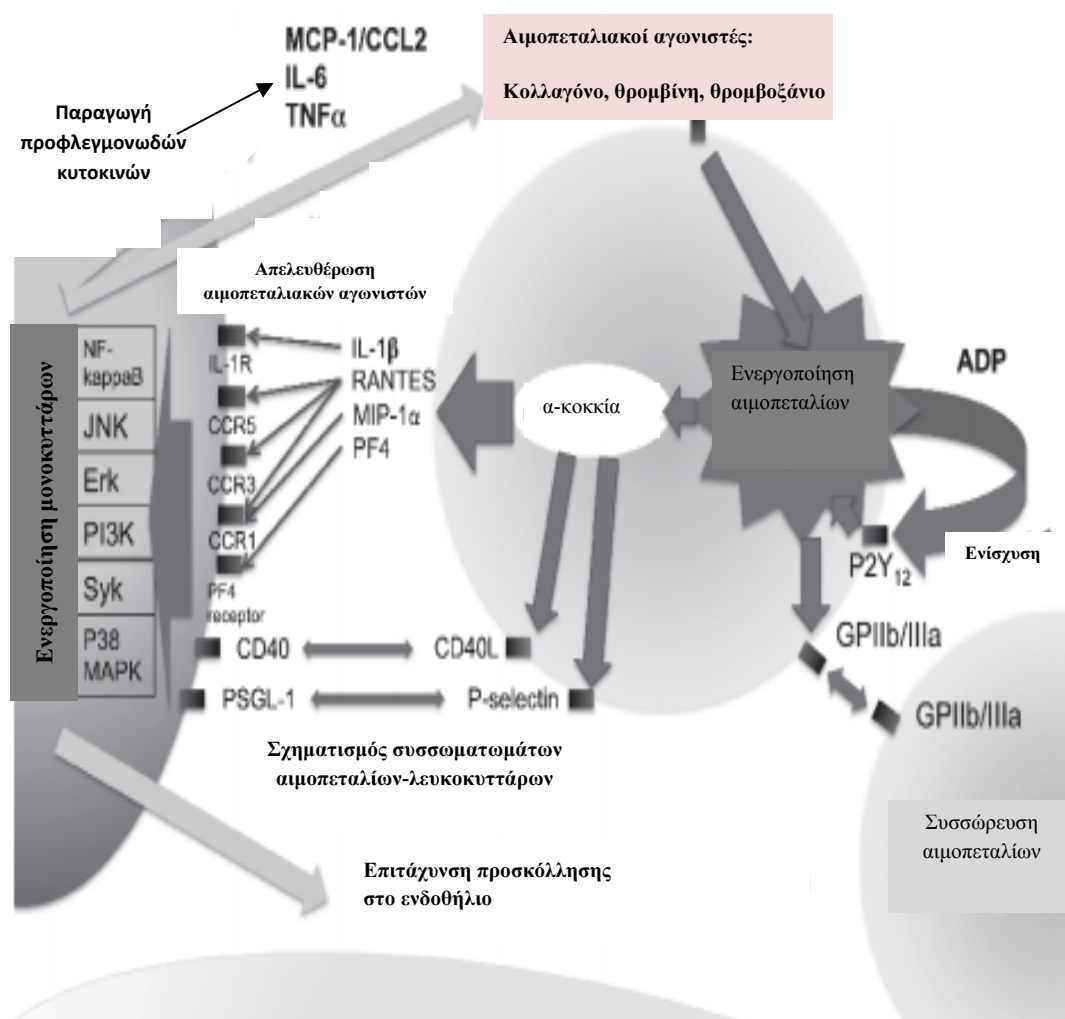 MCP-1/CCL2
IL-6
TNFα
Παραγωγή
προφλεγμονωδών
κυτοκινών
Αιμοπεταλιακοί αγωνιστές:
Κολλαγόνο, θρομβίνη, θρομβοξάνιο
Απελευθέρωση
αιμοπεταλιακών αγωνιστών
Ενεργοποίηση μονοκυττάρων
NF-
kappaB
JNK
Erk
PI3K
Syk
P38
MAPK
IL-1R
CCR5
CCR3
CCR1
PF4
receptor
IL-1β
RANTES
MIP-1α
PF4
α-κοκκία
Ενεργοποίηση
αιμοπεταλίων
ADP
Ενίσχυση
P2Y12
GPIIb/IIIa
GPIIb/IIIa
CD40
CD40L
PSGL-1
P-selectin
Σχηματισμός συσσωματωμάτων
αιμοπεταλίων-λευκοκυττάρων
Συσσώρευση
αιμοπεταλίων
Επιτάχυνση προσκόλλησης
στο ενδοθήλιο